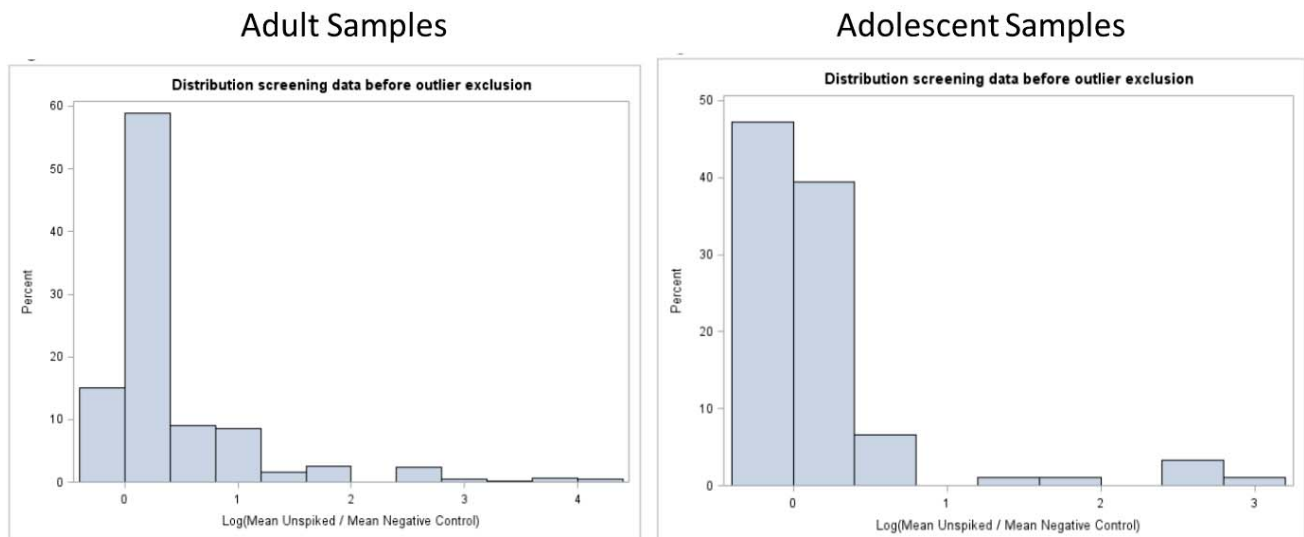 Adult Samples
Distribution screening data before outlier exclusion
60
50
40
30
20
10
0
Percent
0 1 2 3 4
Log(Mean Unspiked / Mean Negative Control)
Adolescent Samples
Distribution screening data before outlier exclusion
50
40
30
20
10
0
Percent
0 1 2 3
Log(Mean Unspiked / Mean Negative Control)